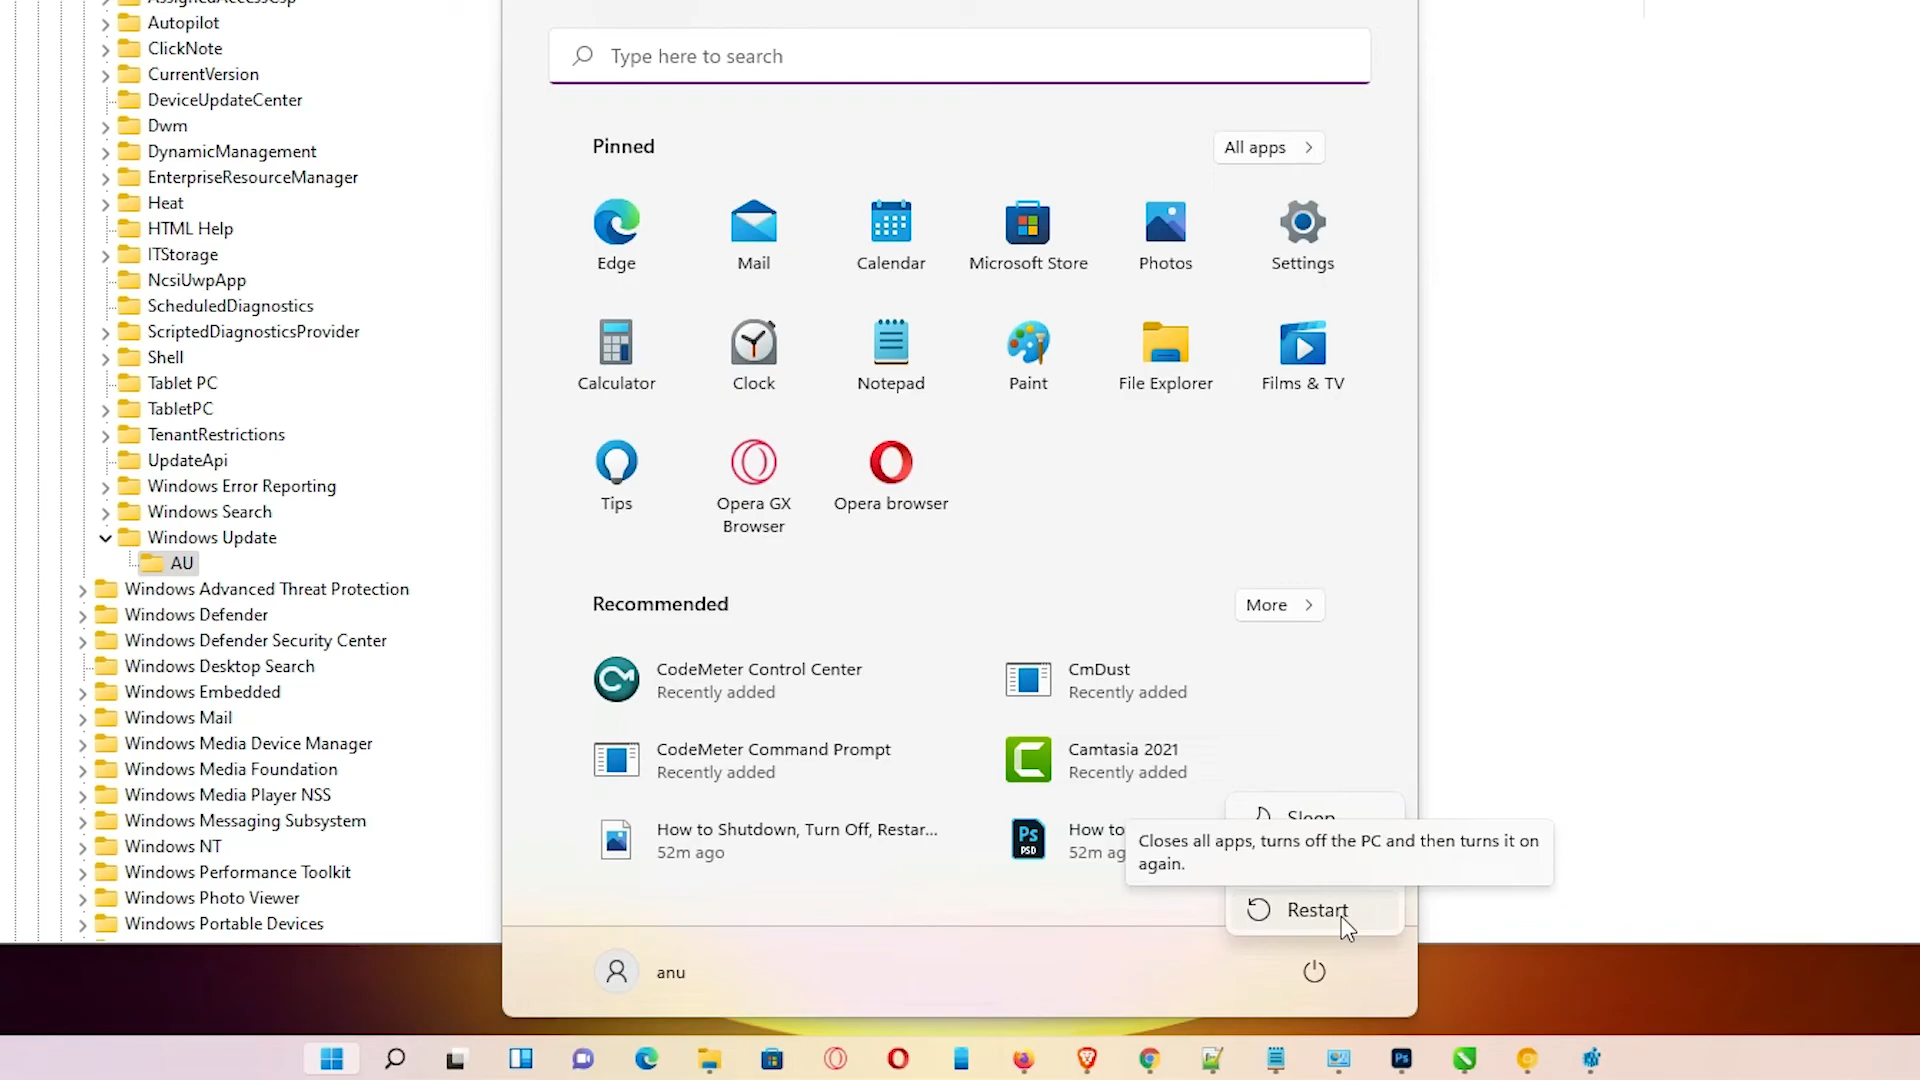 Autopilot
ClickNote
CurrentVersion
DeviceUpdateCenter
Dwm
DynamicManagement
EnterpriseResourceManager
Heat
HTML Help
ITStorage
NcsiUwpApp
ScheduledDiagnostics
ScriptedDiagnosticsProvider
Shell
Tablet PC
TabletPC
TenantRestrictions
UpdateApi
Windows Error Reporting
Windows Search
Windows Update
AU
Windows Advanced Threat Protection
Windows Defender
Windows Defender Security Center
Windows Desktop Search
Windows Embedded
Windows Mail
Windows Media Device Manager
Windows Media Foundation
Windows Media Player NSS
Windows Messaging Subsystem
Windows NT
Windows Performance Toolkit
Windows Photo Viewer
Windows Portable Devices
Type here to search
Pinned
All apps
Edge
Mail
Calendar
Microsoft Store
Photos
Settings
Calculator
Clock
Notepad
Paint
File Explorer
Films & TV
Tips
Opera GX
Browser
Opera browser
Recommended
More
CodeMeter Control Center
Recently added
CmDust
Recently added
CodeMeter Command Prompt
Recently added
Camtasia 2021
Recently added
How to Shutdown, Turn Off, Restar...
52m ago
Ps
PSD
How to
52m ag
Sleep
Closes all apps, turns off the PC and then turns it on
again.
Restart
anu
Ps